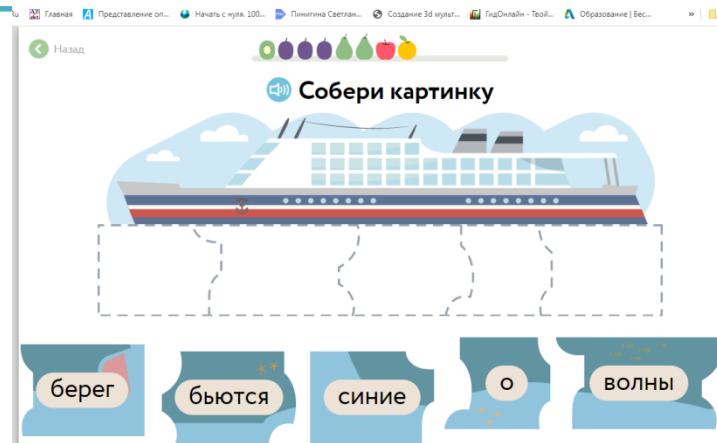 Главная
Представление оп...
Начать с нуля. 100...
Пинигина Светлан...
Создание 3d мульт...
ГидОнлайн - Твой...
Образование | Бес...
»
Назад
Собери картинку
берег
бьются
синие
о
волны